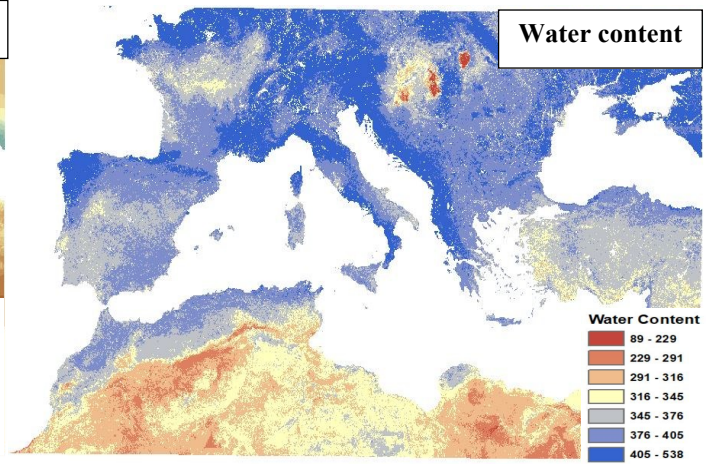 Water content
Water Content
89 - 229
229 - 291
291 - 316
316 - 345
345 - 376
376 - 405
405 - 538